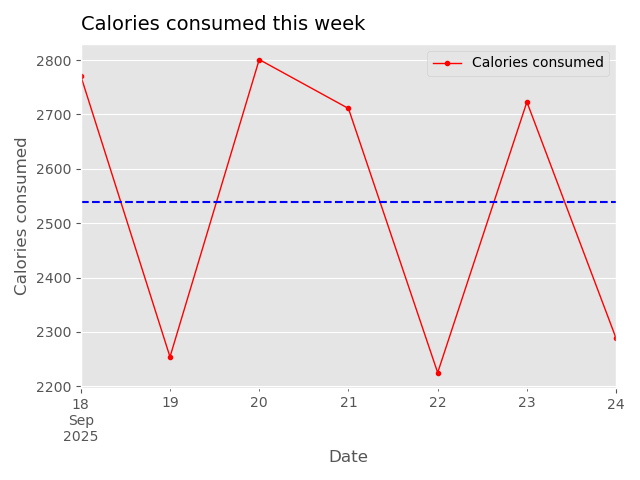 Calories consumed this week
Calories consumed
2800
2700
2600
2500
2400
2300
2200
Calories consumed
18 19 20 21 22 23 24
Sep
2025
Date